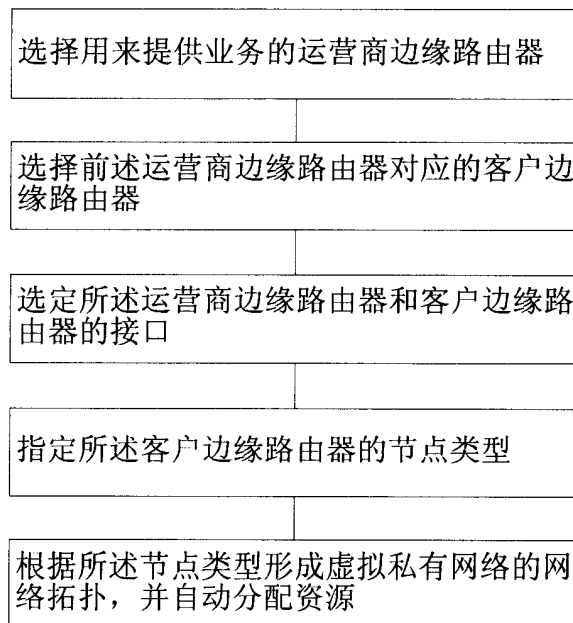 选择用来提供业务的运营商边缘路由器
选择前述运营商边缘路由器对应的客户边
缘路由器
选定所述运营商边缘路由器和客户边缘路
由器的接口
指定所述客户边缘路由器的节点类型
根据所述节点类型形成虚拟私有网络的网
络拓扑，并自动分配资源